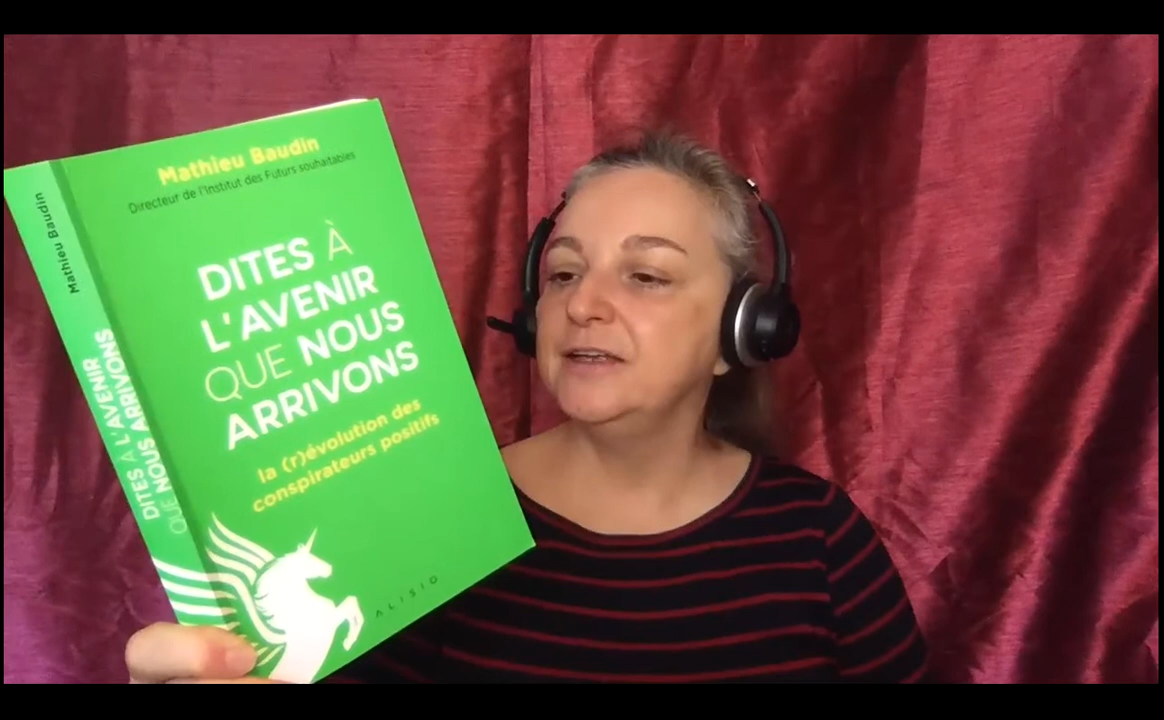 Mathieu Baudin
Directeur de l'Institut des Futurs souhaitables
DITES À
L'AVENIR
QUE NOUS
ARRIVONS
la (r)évolution des
conspirateurs positifs
ALISIO
Mathieu Baudin
DITES À L'AVENIR
QUE NOUS ARRIVONS